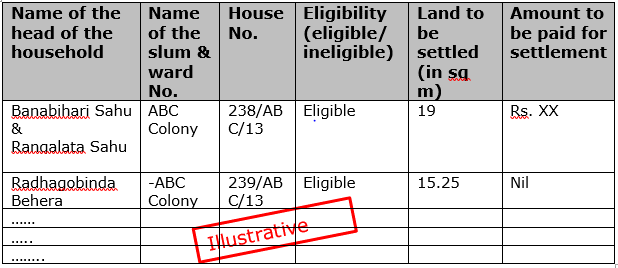 Name of the
head of the
household
Name
of the
slum &
ward
No.
House
No.
Eligibility
(eligible/
ineligible)
Land to
be
settled
(in sq
m)
Amount to
be paid for
settlement
Banabihari Sahu
&
Rangalata Sahu
ABC
Colony
238/AB
C/13
Eligible
19
Rs. XX
Radhagobinda
Behera
-ABC
Colony
239/AB
C/13
Eligible
15.25
Nil
......
.....
........
Illustrative